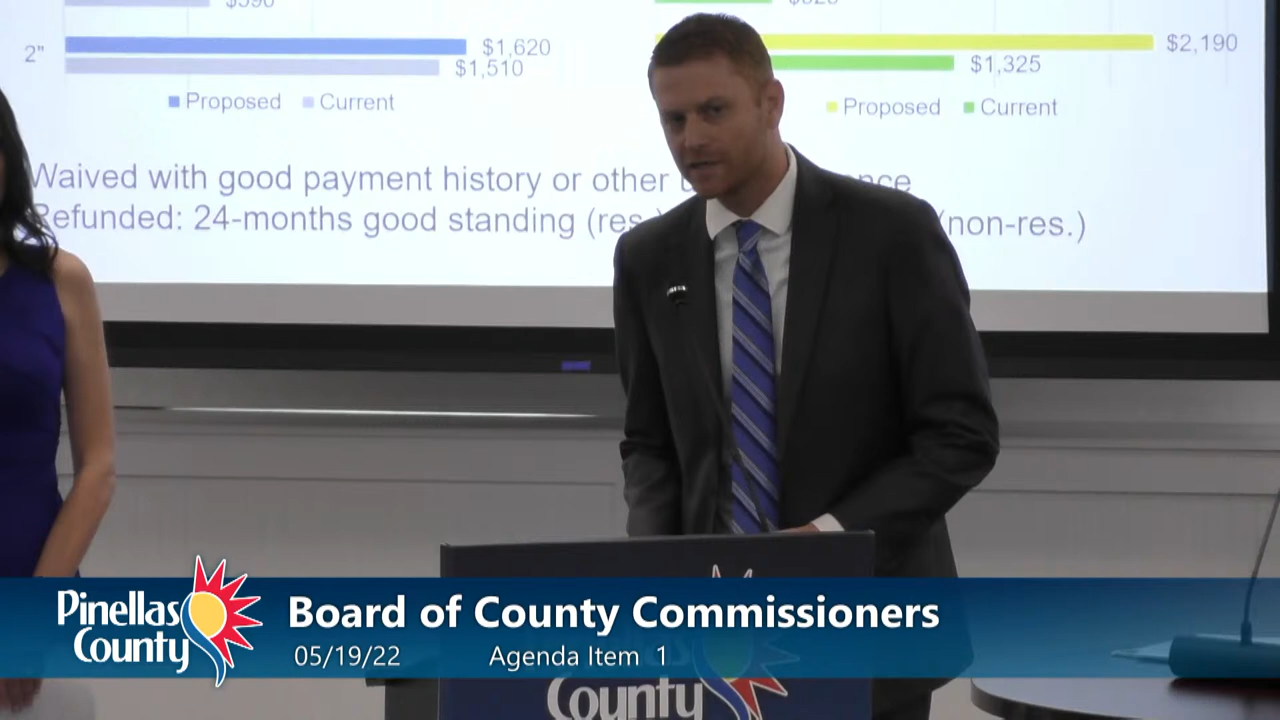 $590
2"
$1,620
$1,510
Proposed Current
$2,190
$1,325
Proposed Current
Waived with good payment history or other
Refunded: 24-months good standing (res.)
(non-res.)
Pinellas
County
Board of County Commissioners
05/19/22 Agenda Item 1
County